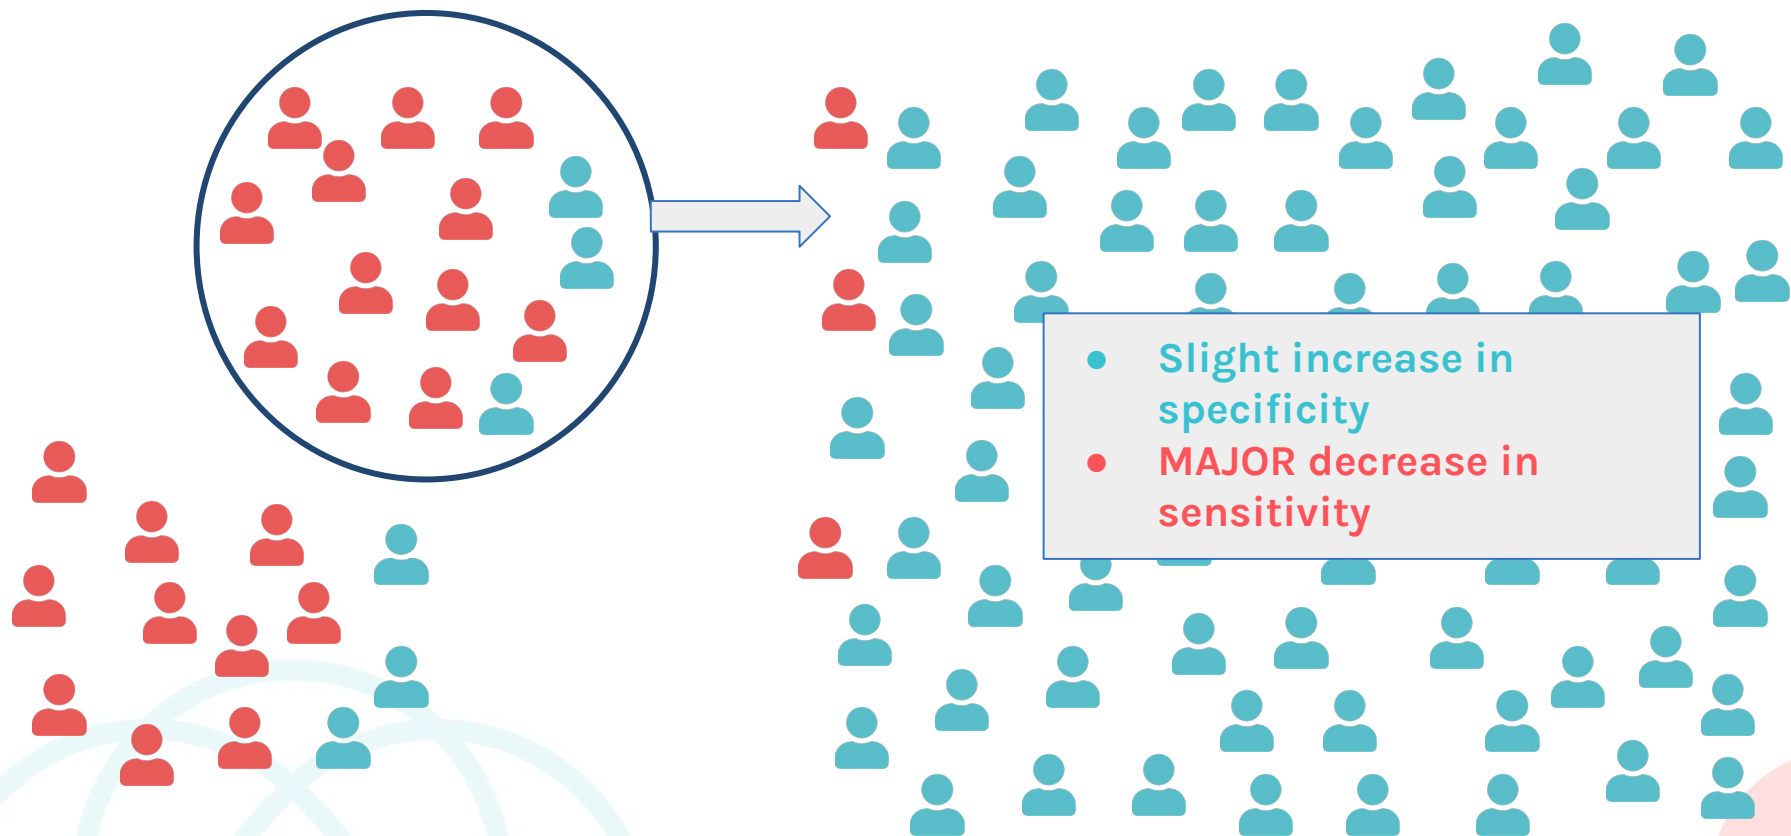 ● Slight increase in
specificity
● MAJOR decrease in
sensitivity